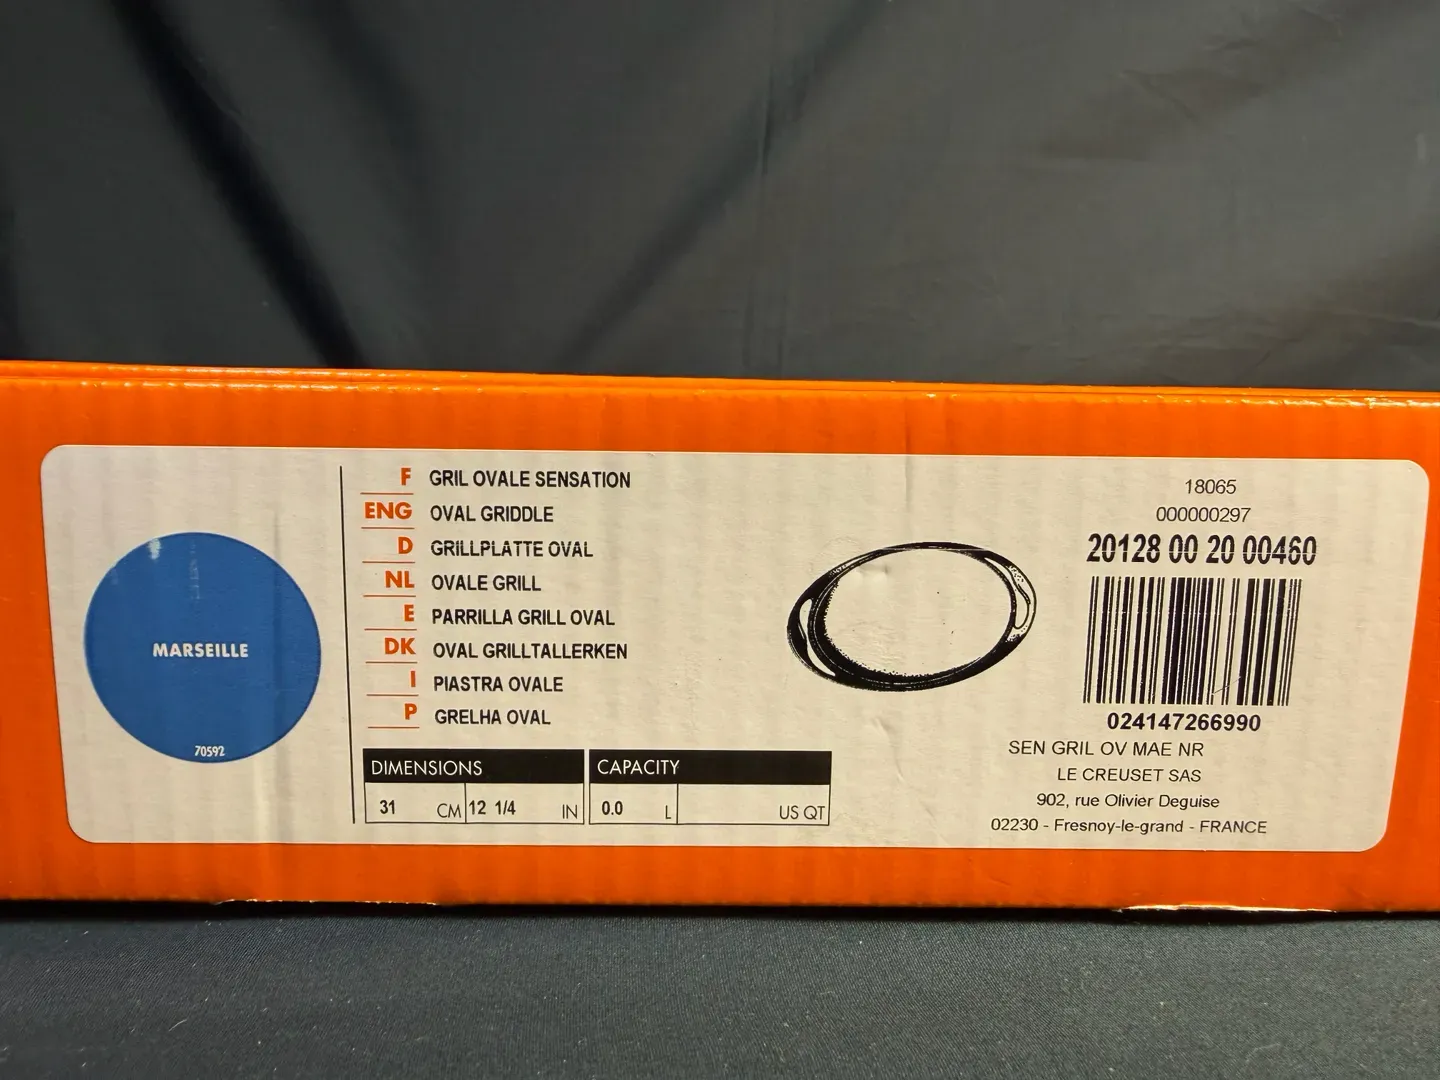 MARSEILLE
70592
F GRIL OVALE SENSATION
ENG OVAL GRIDDLE
D GRILLPLATTE OVAL
NL OVALE GRILL
E PARRILLA GRILL OVAL
DK OVAL GRILLTALLERKEN
I PIASTRA OVALE
P GRELHA OVAL
DIMENSIONS
31 CM 12 1/4 IN
CAPACITY
0.0 L US QT
18065
000000297
20128 00 20 00460
024147266990
SEN GRIL OV MAE NR
LE CREUSET SAS
902, rue Olivier Deguise
02230 - Fresnoy-le-grand - FRANCE